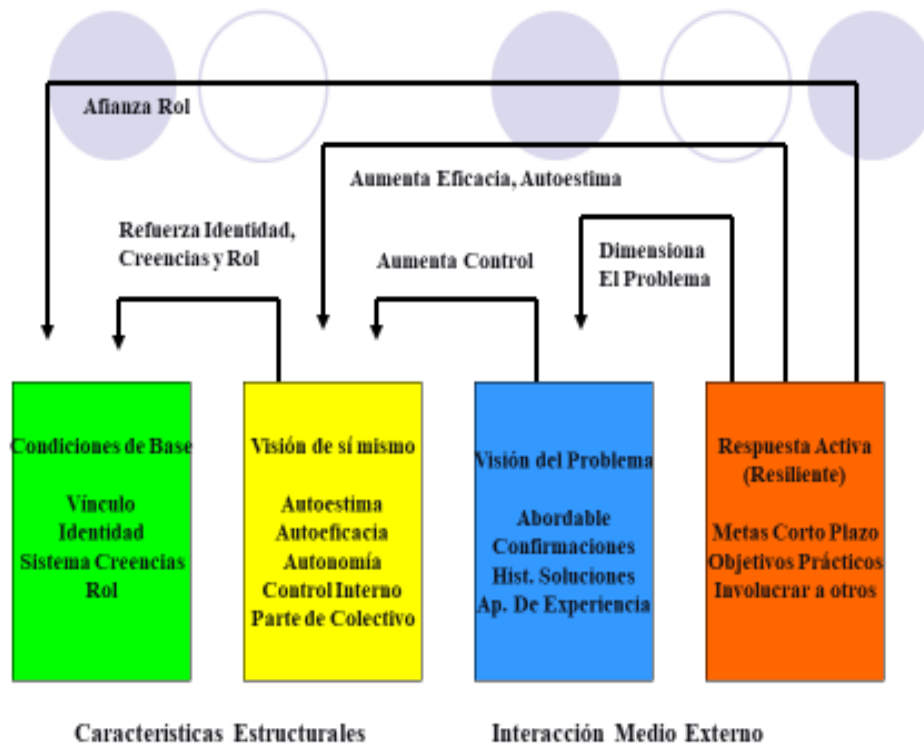 Afianza Rol
Aumenta Eficacia, Autoestima
Refuerza Identidad,
Creencias y Rol
Aumenta Control
Dimensiona
El Problema
Condiciones de Base
Vínculo
Identidad
Sistema Creencias
Rol
Visión de sí mismo
Autoestima
Autoeficacia
Autonomía
Control Interno
Parte de Colectivo
Visión del Problema
Abordable
Confirmaciones
Hist. Soluciones
Ap. De Experiencia
Respuesta Activa
(Resiliente)
Metas Corto Plazo
Objetivos Prácticos
Involucrar a otros
Caracteristicas Estructurales
Interacción Medio Externo